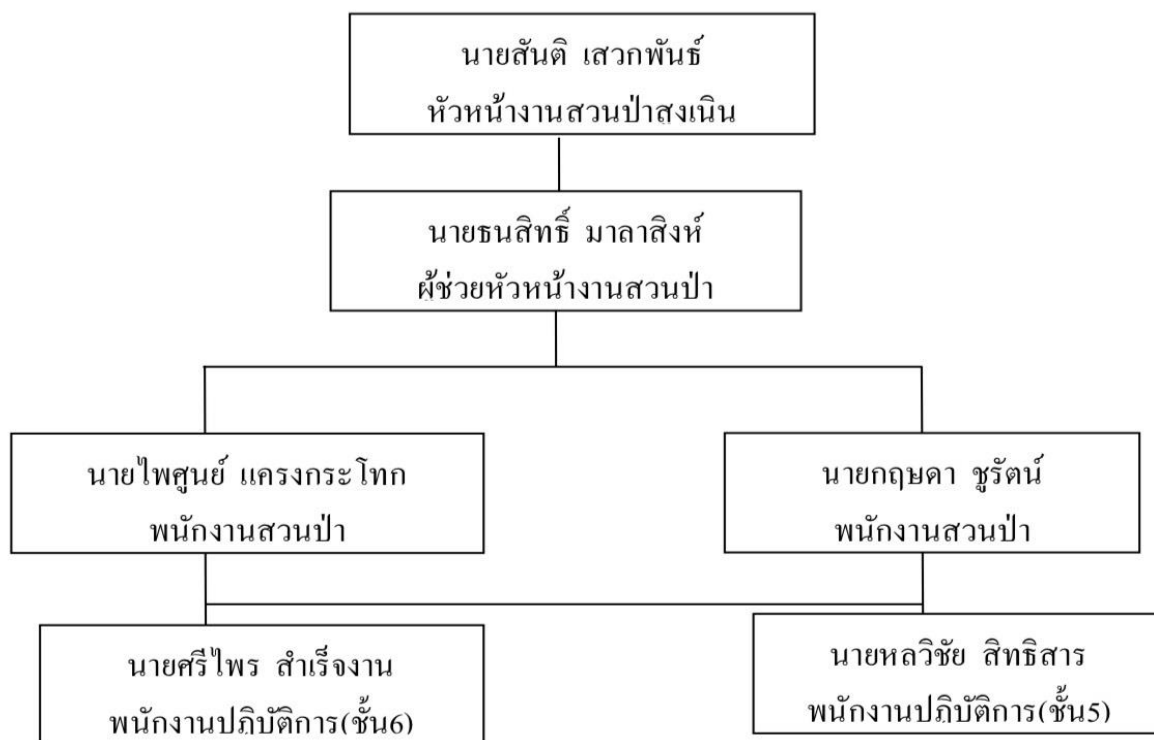 นายสันติ เสวกพันธ์
หัวหน้างานสวนป่าสูงเนิน
นายธนสิทธิ์ มาลาสิงห์
ผู้ช่วยหัวหน้างานสวนป่า
นายไพศูนย์ แครงกระโทก
พนักงานสวนป่า
นายกฤษดา ชูรัตน์
พนักงานสวนป่า
นายศรีไพร สำเร็จงาน
พนักงานปฏิบัติการ(ชั้น6)
นายหลวิชัย สิทธิสาร
พนักงานปฏิบัติการ(ชั้น5)